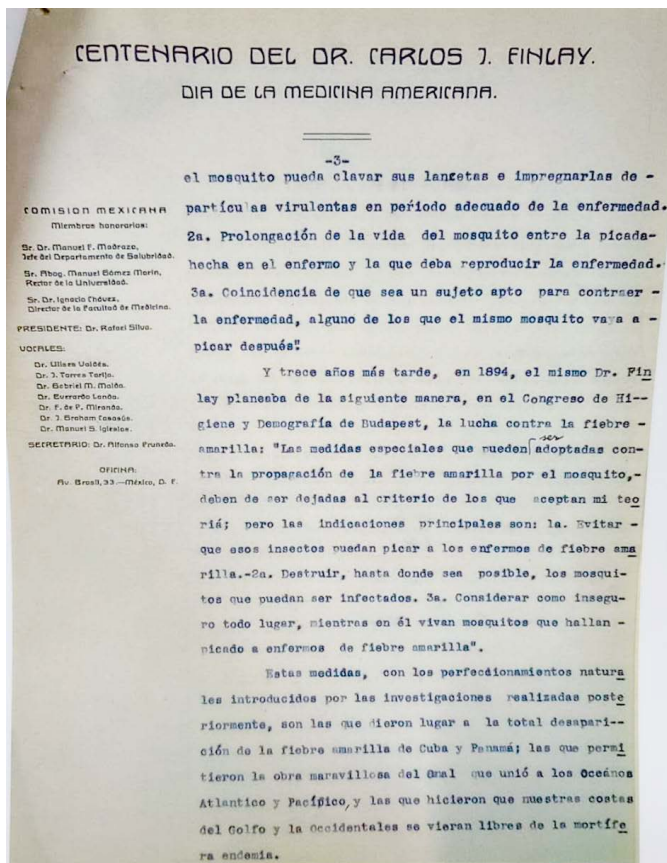 CENTENARIO DEL DR. CARLOS J. FINLAY.
DIA DE LA MEDICINA AMERICANA.
-3-
el mosquito pueda clavar sus lancetas e impregnarlas de -
partículas virulentas en período adecuado de la enfermedad.
2a. Prolongación de la vida del mosquito entre la picada-
hecha en el enfermo y la que deba reproducir la enfermedad.
3a. Coincidencia de que sea un sujeto apto para contraer -
la enfermedad, alguno de los que el mismo mosquito vaya a -
picar después".
Y trece años más tarde, en 1894, el mismo Dr. Fin
lay planeaba de la siguiente manera, en el Congreso de Hi--
giene y Demografía de Budapest, la lucha contra la fiebre -
amarilla: "Las medidas especiales que pueden ser adoptadas con-
tra la propagación de la fiebre amarilla por el mosquito,-
deben de ser dejadas al criterio de los que aceptan mi teo
riá; pero las indicaciones principales son: la. Evitar -
que esos insectos puedan picar a los enfermos de fiebre ama
rilla.-2a. Destruir, hasta donde sea posible, los mosqui-
tos que puedan ser infectados. 3a. Considerar como insegu-
ro todo lugar, mientras en él vivan mosquitos que hallan -
picado a enfermos de fiebre amarilla".
Estas medidas, con los perfecdionamientos natura
les introducidos por las investigaciones realizadas poste
riormente, son las que dieron lugar a la total desapari--
ción de la fiebre amarilla de Cuba y Panamá; las que permi
tieron la obra maravillosa del que unió a los Oceános
Atlantico y Pacífico, y las que hicieron que nuestras costas
del Golfo y la Occidentales se vieran libres de la mortífe
ra endemia.
COMISION MEXICANA
Miembros honorarios:
Sr. Dr. Manuel F. Madrazo,
Jefe del Departamento de Salubridad.
Sr. Abog. Manuel Gómez Morin,
Rector de la Universidad.
Sr. Dr. Ignacio Chávez,
Director de la Facultad de Medicina.
PRESIDENTE: Dr. Rafael Silva.
VOCALES:
Dr. Ulises Valdés.
Dr. J. Torres Torija.
Dr. Gabriel M. Malda.
Dr. Everardo Landa.
Dr. F. de P. Miranda.
Dr. J. Graham Casasús.
Dr. Manuel S. Iglesias.
SECRETARIO: Dr. Alfonso Pruneda.
OFICINA:
Av. Brasil, 33.—México, D. F.